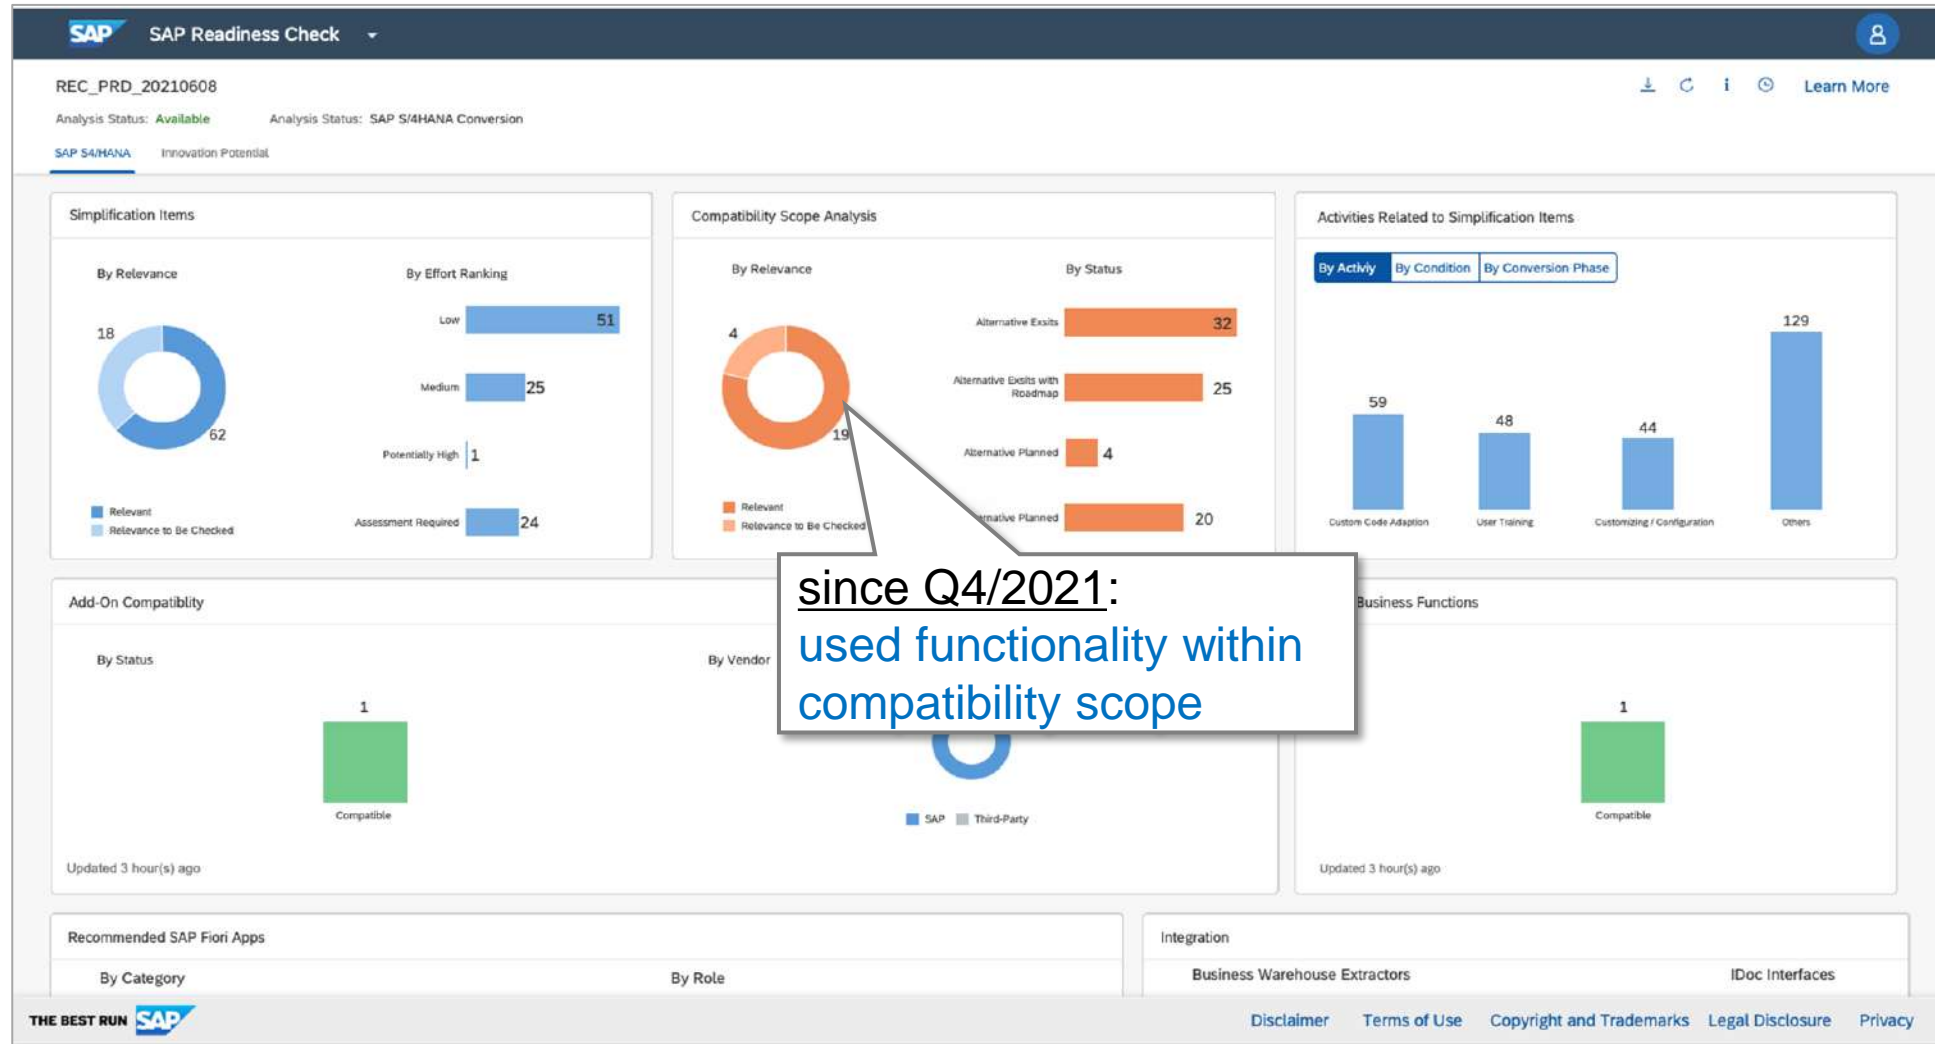 SAP SAP Readiness Check
REC_PRD_20210608
Learn More
Analysis Status: Available Analysis Status: SAP S/4HANA Conversion
SAP S4/HANA Innovation Potential
Simplification Items
By Relevance
18
62
Relevant
Relevance to Be Checked
By Effort Ranking
Low 51
Medium 25
Potentially High 1
Assessment Required 24
Compatibility Scope Analysis
By Relevance
4
19
Relevant
Relevance to Be Checked
By Status
Alternative Exsits 32
Alternative Exsits with
Roadmap 25
Alternative Planned 4
Planned 20
Activities Related to Simplification Items
By Activiy By Condition By Conversion Phase
59
48
44
129
Custom Code Adaption User Training Customizing / Configuration Others
since Q4/2021:
used functionality within
compatibility scope
Add-On Compatiblity
By Status
1
Compatible
By Vendor
SAP Third-Party
Updated 3 hour(s) ago
Business Functions
1
Compatible
Updated 3 hour(s) ago
Recommended SAP Fiori Apps
By Category By Role
Integration
Business Warehouse Extractors IDoc Interfaces
THE BEST RUN SAP
Disclaimer Terms of Use Copyright and Trademarks Legal Disclosure Privacy